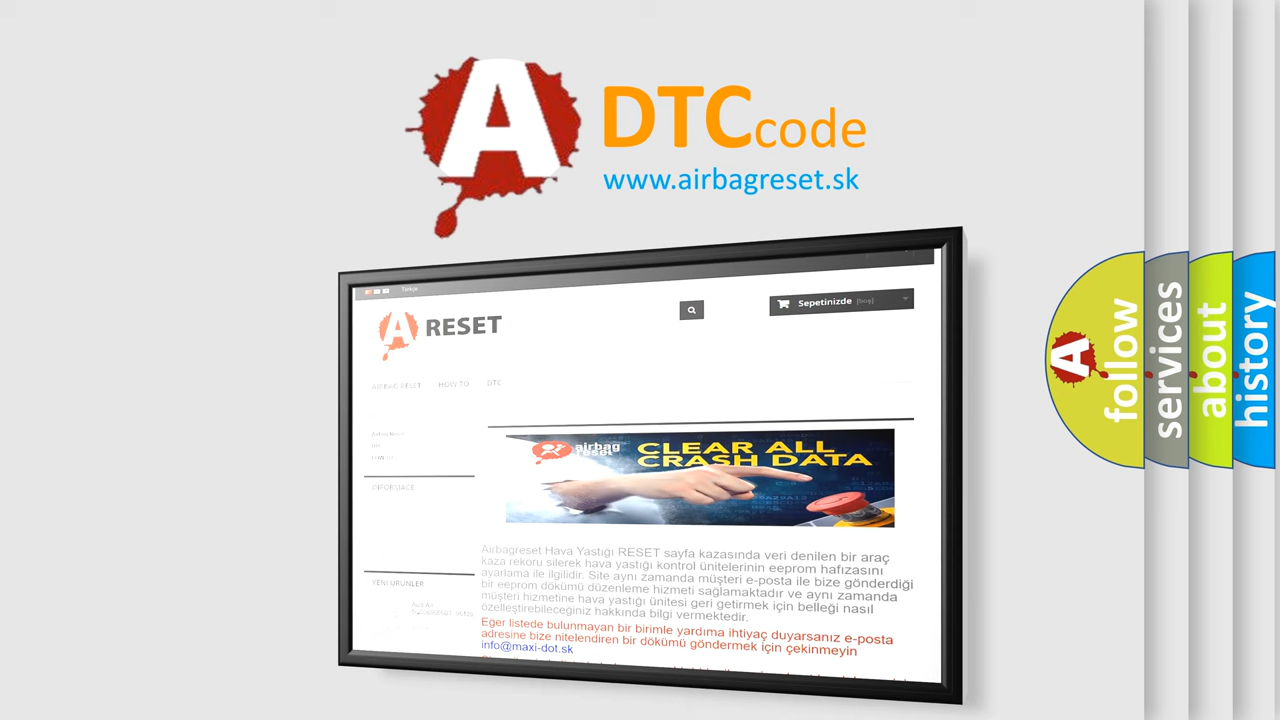 A DTC code
www.airbagreset.sk
Türkçe
A RESET
Sepetinizde [boş]
AIRBAG RESET HOW TO DTC
INFORMACE
airbag
reset
CLEAR ALL
CRASH DATA
YENI ÜRÜNLER
Airbagreset Hava Yastığı RESET sayfa kazasında veri denilen bir araç
kaza rekoru silerek hava yastığı kontrol ünitelerinin eeprom hafızasını
ayarlama ile ilgilidir. Site aynı zamanda müşteri e-posta ile bize gönderdiği
bir eeprom dökümü düzenleme hizmeti sağlamaktadır ve aynı zamanda
müşteri hizmetine hava yastığı ünitesi geri getirmek için belleği nasıl
özelleştirebileceğiniz hakkında bilgi vermektedir.
Eğer listede bulunmayan bir birimle yardıma ihtiyaç duyarsanız e-posta
adresine bize nitelendiren bir dökümü göndermek için çekinmeyin
info@maxi-dot.sk
A follow
services
about
history